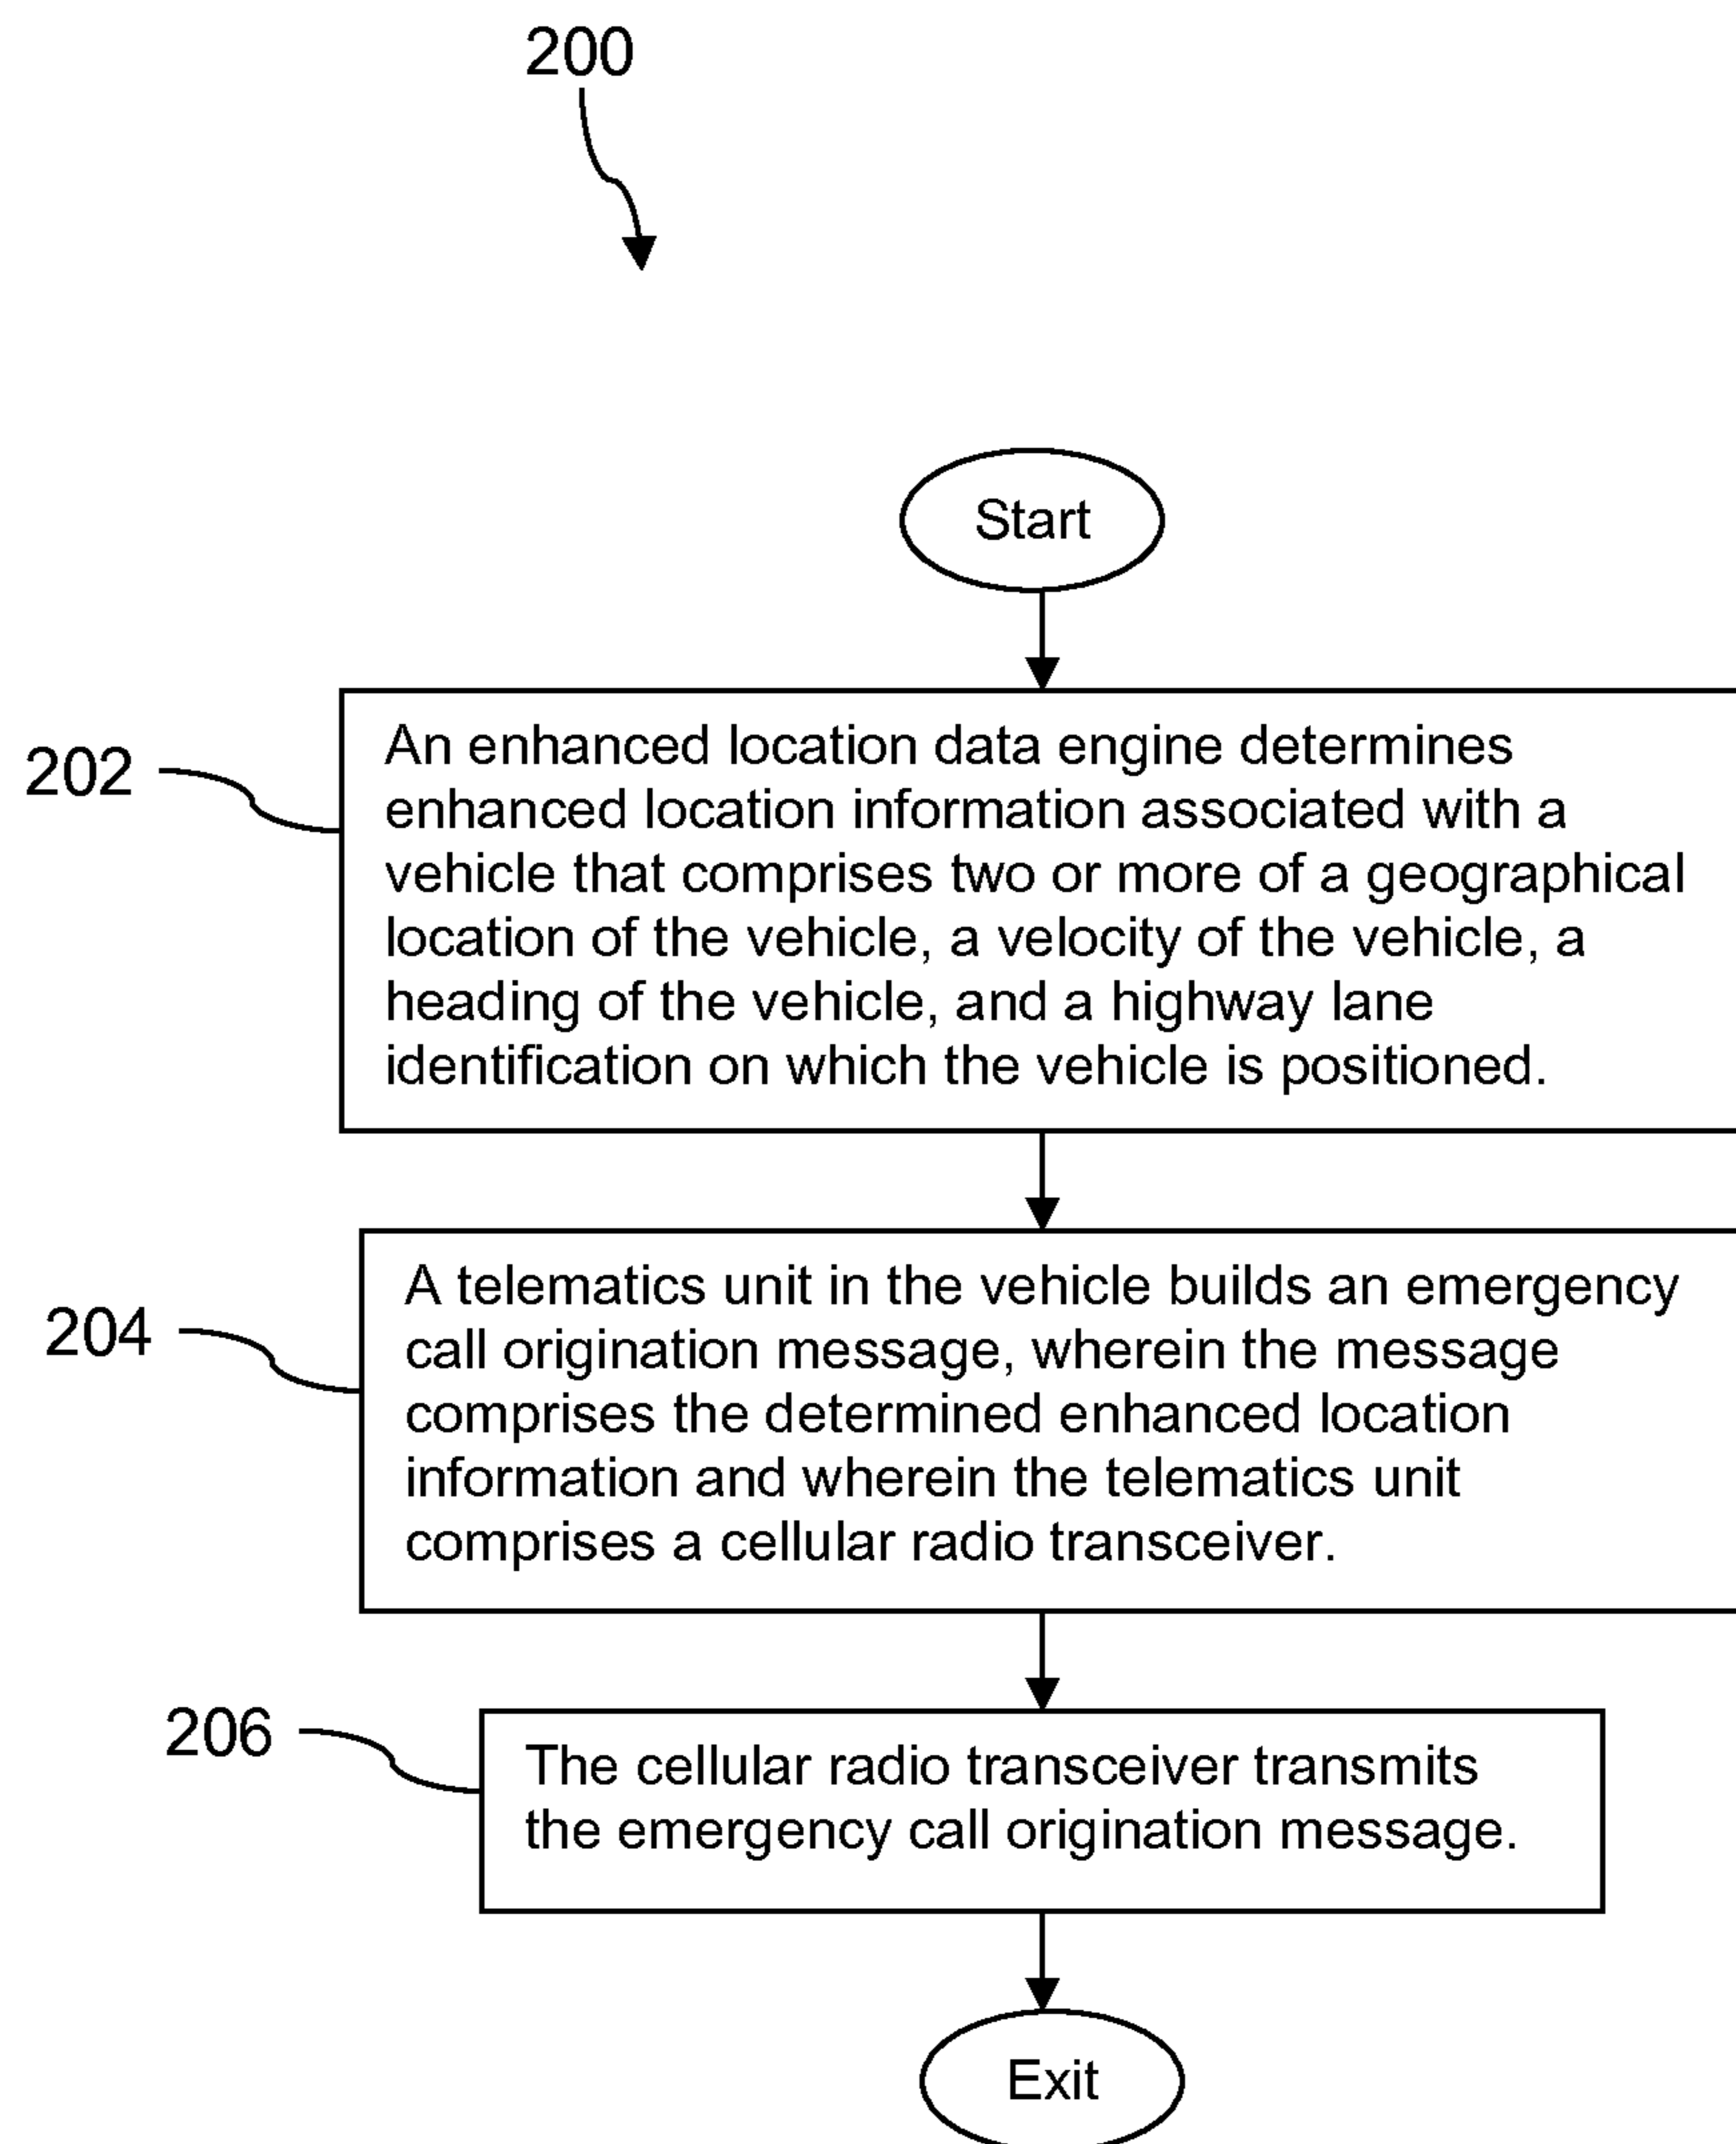 200
Start
202
An enhanced location data engine determines
enhanced location information associated with a
vehicle that comprises two or more of a geographical
location of the vehicle, a velocity of the vehicle, a
heading of the vehicle, and a highway lane
identification on which the vehicle is positioned.
204
A telematics unit in the vehicle builds an emergency
call origination message, wherein the message
comprises the determined enhanced location
information and wherein the telematics unit
comprises a cellular radio transceiver.
206
The cellular radio transceiver transmits
the emergency call origination message.
Exit